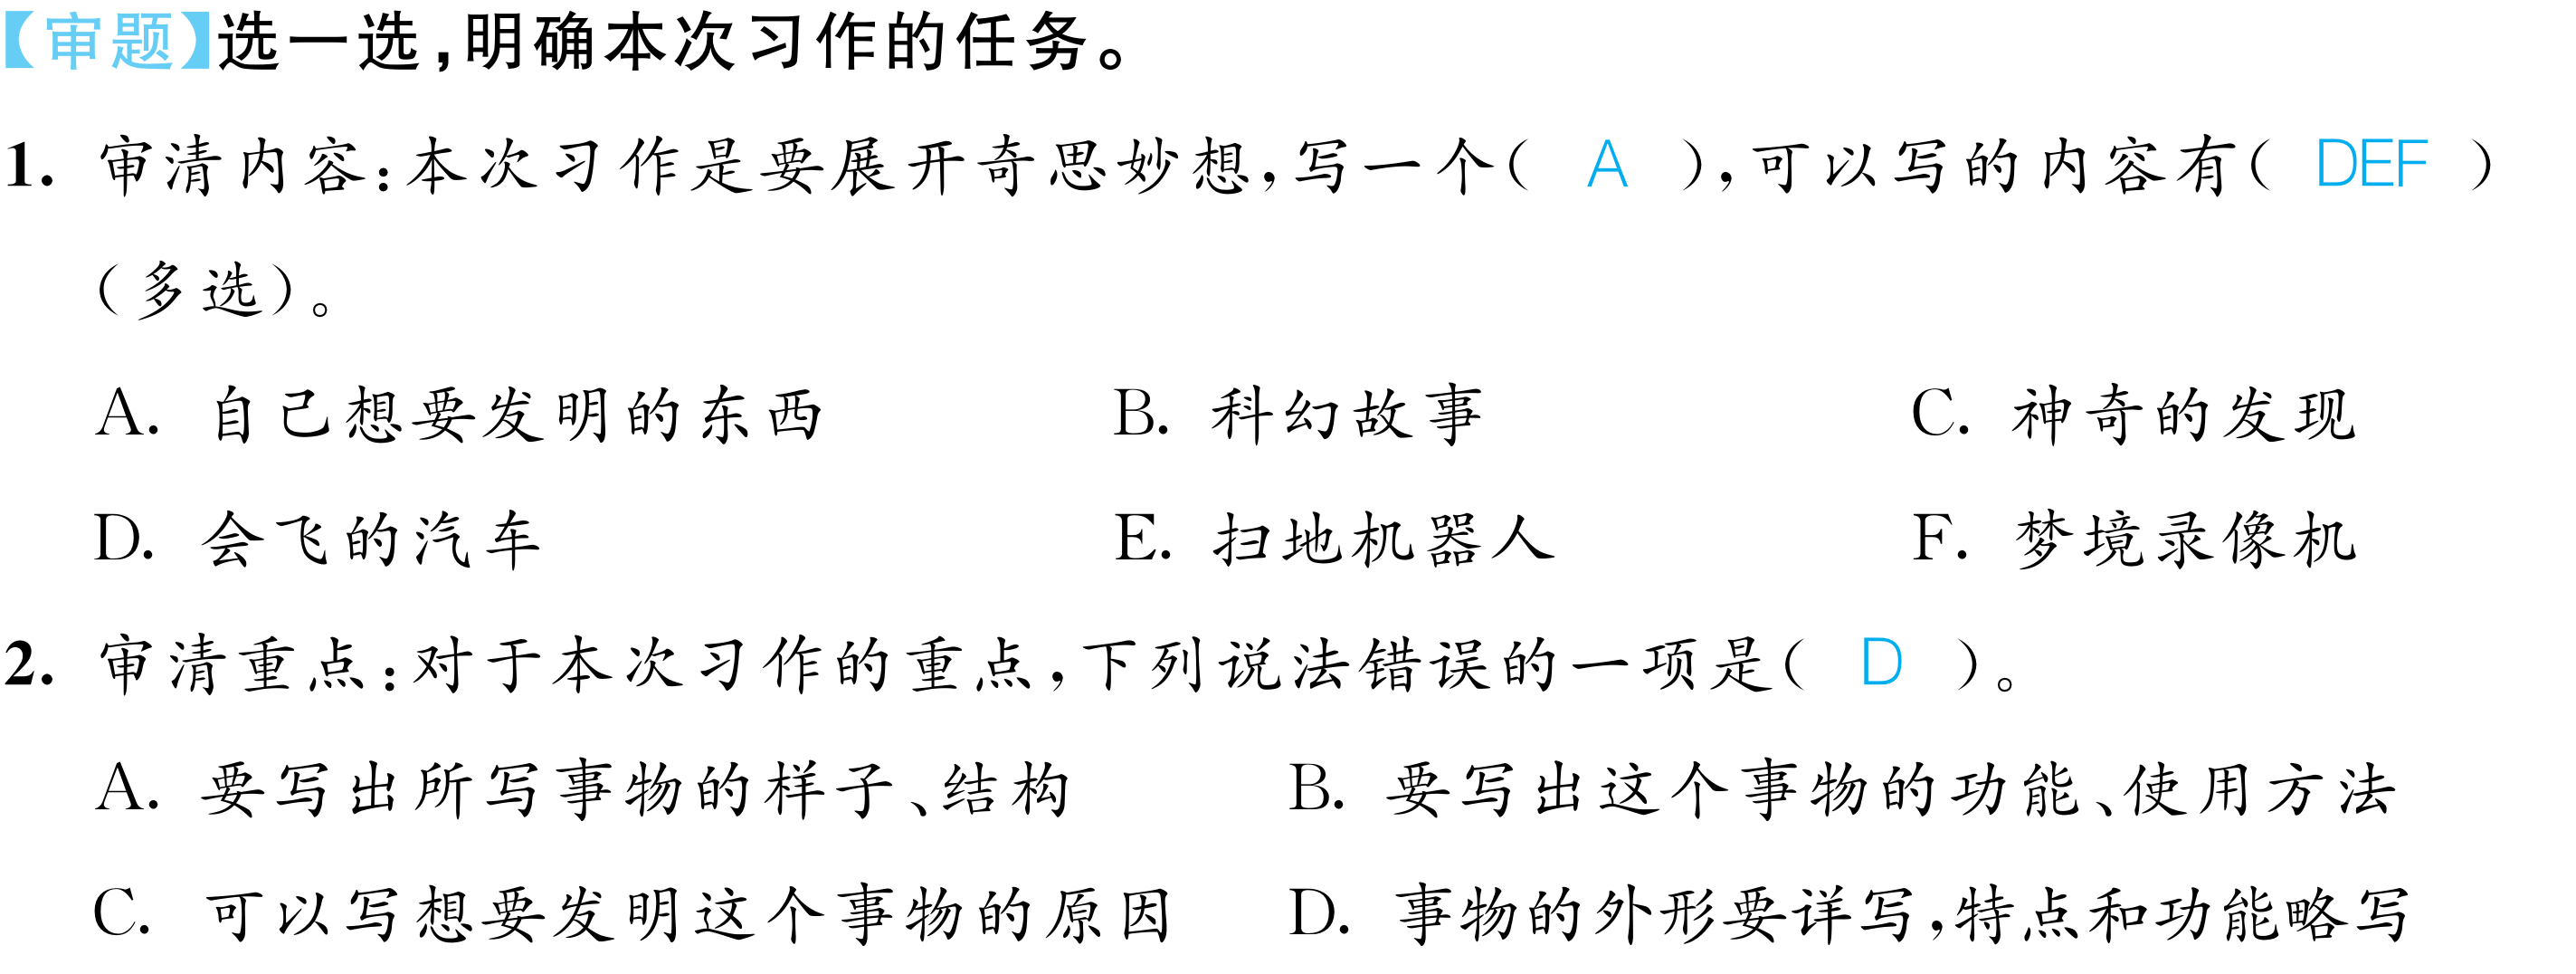 【审题】选一选,明确本次习作的任务。
1. 审清内容:本次习作是要展开奇思妙想,写一个( A ),可以写的内容有( DEF )
(多选)。
A. 自己想要发明的东西 B. 科幻故事 C. 神奇的发现
D. 会飞的汽车 E. 扫地机器人 F. 梦境录像机
2. 审清重点:对于本次习作的重点,下列说法错误的一项是( D )。
A. 要写出所写事物的样子、结构 B. 要写出这个事物的功能、使用方法
C. 可以写想要发明这个事物的原因 D. 事物的外形要详写,特点和功能略写